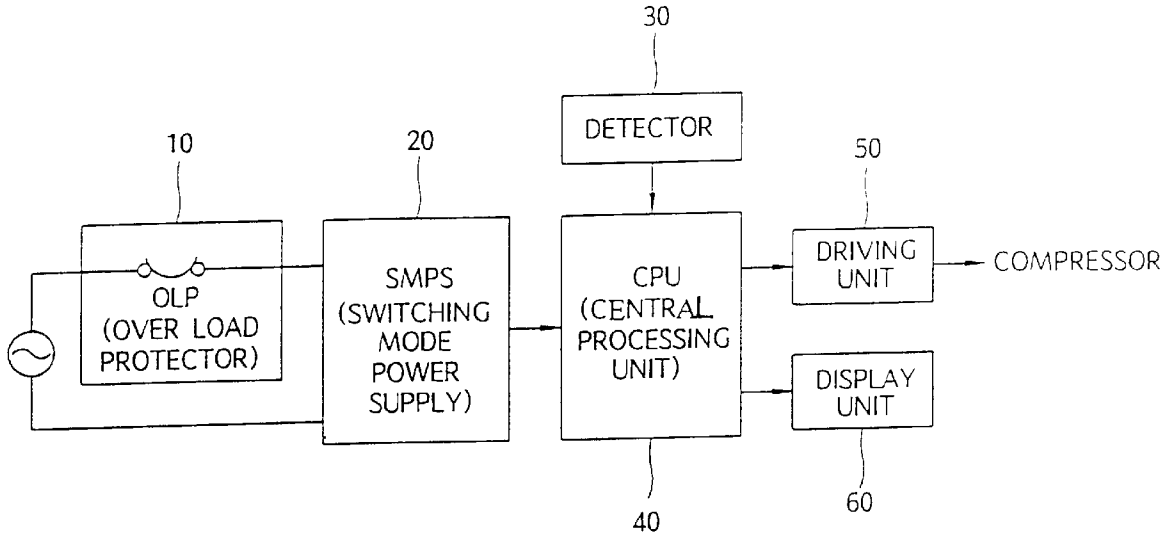 30
DETECTOR
10
20
50
OLP
(OVER LOAD
PROTECTOR)
SMPS
(SWITCHING
MODE
POWER
SUPPLY)
CPU
(CENTRAL
PROCESSING
UNIT)
DRIVING
UNIT
COMPRESSOR
DISPLAY
UNIT
40
60